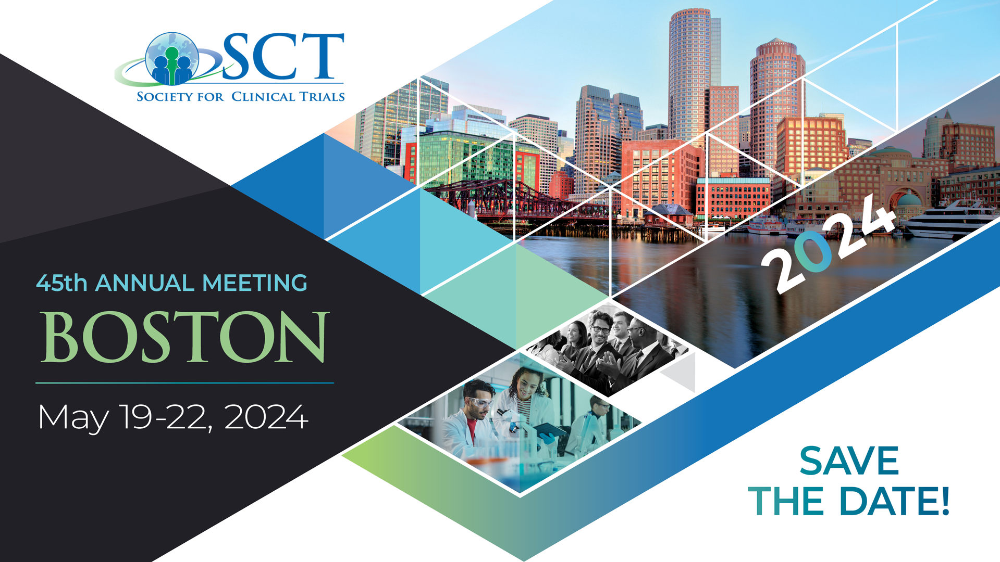 SCT
SOCIETY FOR CLINICAL TRIALS
2024
45th ANNUAL MEETING
BOSTON
May 19-22, 2024
SAVE
THE DATE!